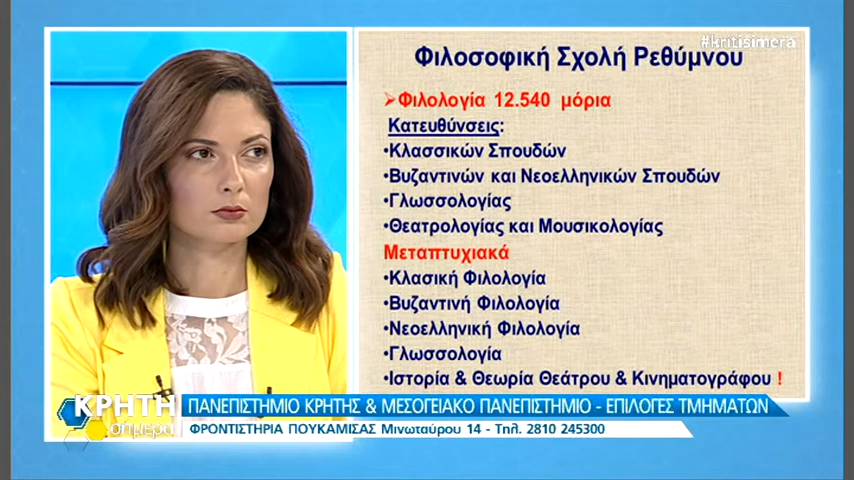 #kritisimera
Φιλοσοφική Σχολή Ρεθύμνου
➢Φιλολογία 12.540 μόρια
Κατευθύνσεις:
•Κλασσικών Σπουδών
•Βυζαντινών και Νεοελληνικών Σπουδών
•Γλωσσολογίας
•Θεατρολογίας και Μουσικολογίας
Μεταπτυχιακά
•Κλασική Φιλολογία
•Βυζαντινή Φιλολογία
•Νεοελληνική Φιλολογία
•Γλωσσολογία
•Ιστορία & Θεωρία Θεάτρου & Κινηματογράφου !
ΚΡΗΤΗ
σήμερα
ΠΑΝΕΠΙΣΤΗΜΙΟ ΚΡΗΤΗΣ & ΜΕΣΟΓΕΙΑΚΟ ΠΑΝΕΠΙΣΤΗΜΙΟ - ΕΠΙΛΟΓΕΣ ΤΜΗΜΑΤΩΝ
ΦΡΟΝΤΙΣΤΗΡΙΑ ΠΟΥΚΑΜΙΣΑΣ Μινωταύρου 14 - Τηλ. 2810 245300